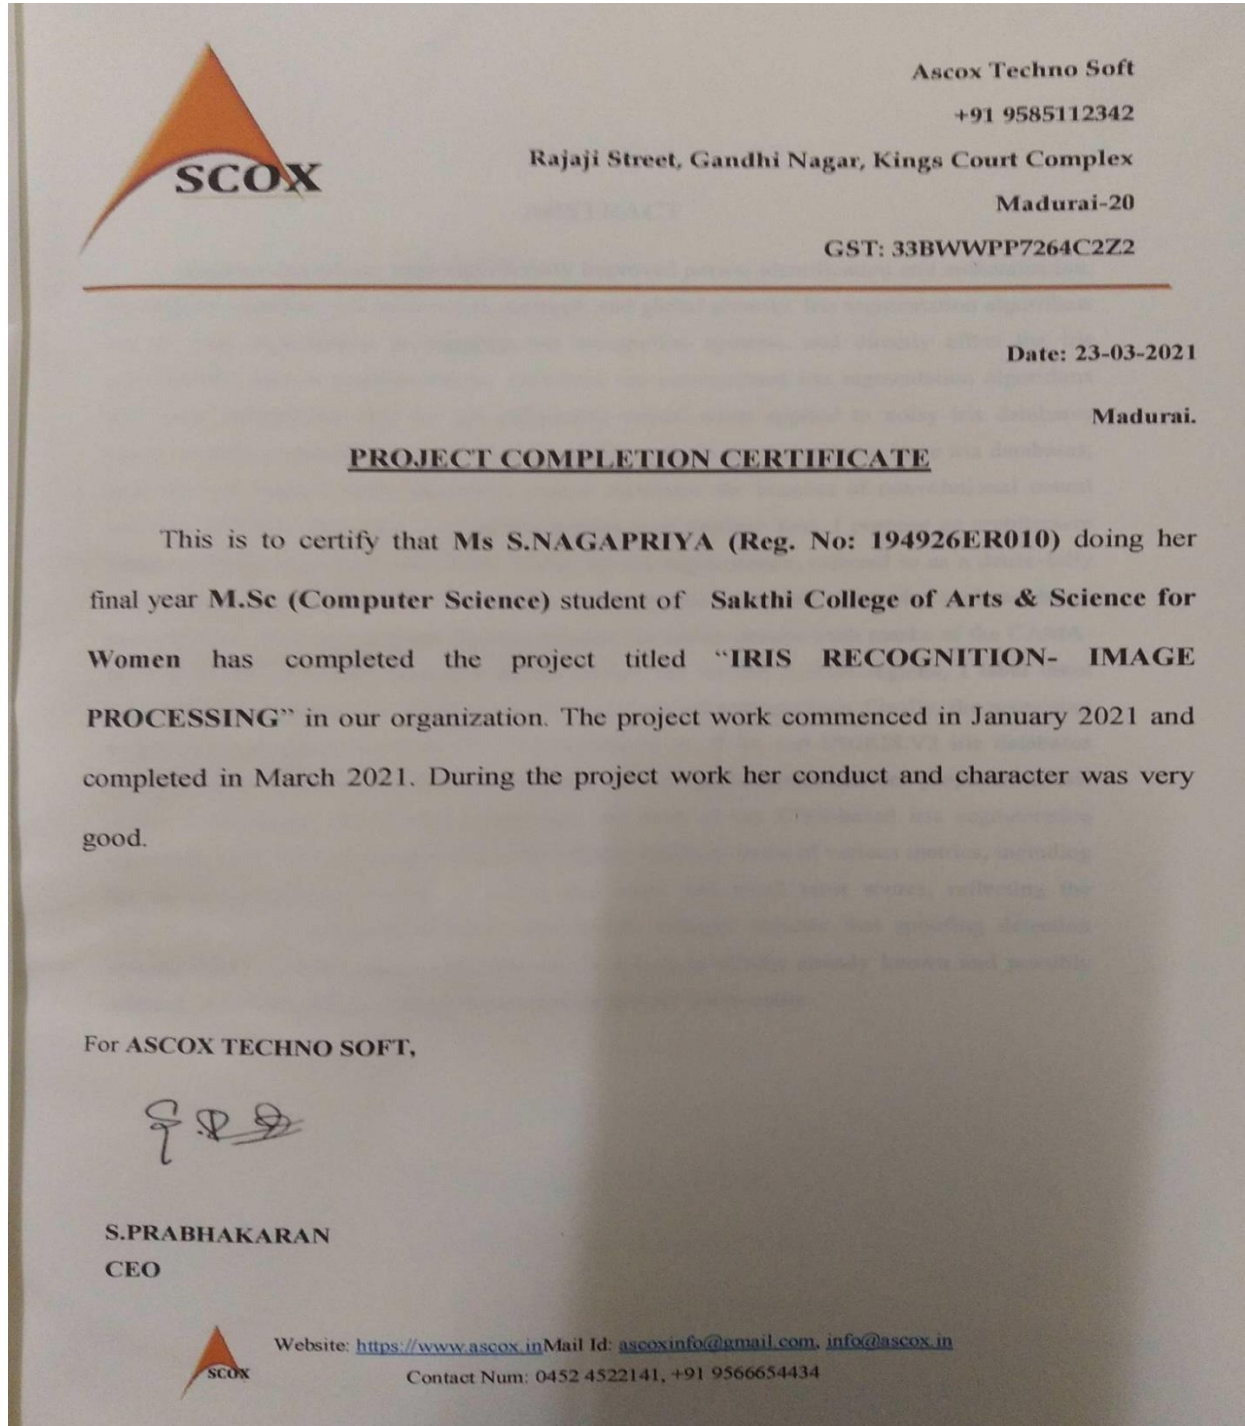 SCOX
Ascox Techno Soft
+91 9585112342
Rajaji Street, Gandhi Nagar, Kings Court Complex
Madurai-20
GST: 33BWWPP7264C2Z2
Date: 23-03-2021
Madurai.
PROJECT COMPLETION CERTIFICATE
This is to certify that Ms S.NAGAPRIYA (Reg. No: 194926ER010) doing her
final year M.Sc (Computer Science) student of Sakthi College of Arts & Science for
Women has completed the project titled “IRIS RECOGNITION- IMAGE
PROCESSING” in our organization. The project work commenced in January 2021 and
completed in March 2021. During the project work her conduct and character was very
good.
For ASCOX TECHNO SOFT,
S.PRABHAKARAN
CEO
SCOX
Website: https://www.ascox.inMail Id: ascoxinfo@gmail.com, info@ascox.in
Contact Num: 0452 4522141, +91 9566654434